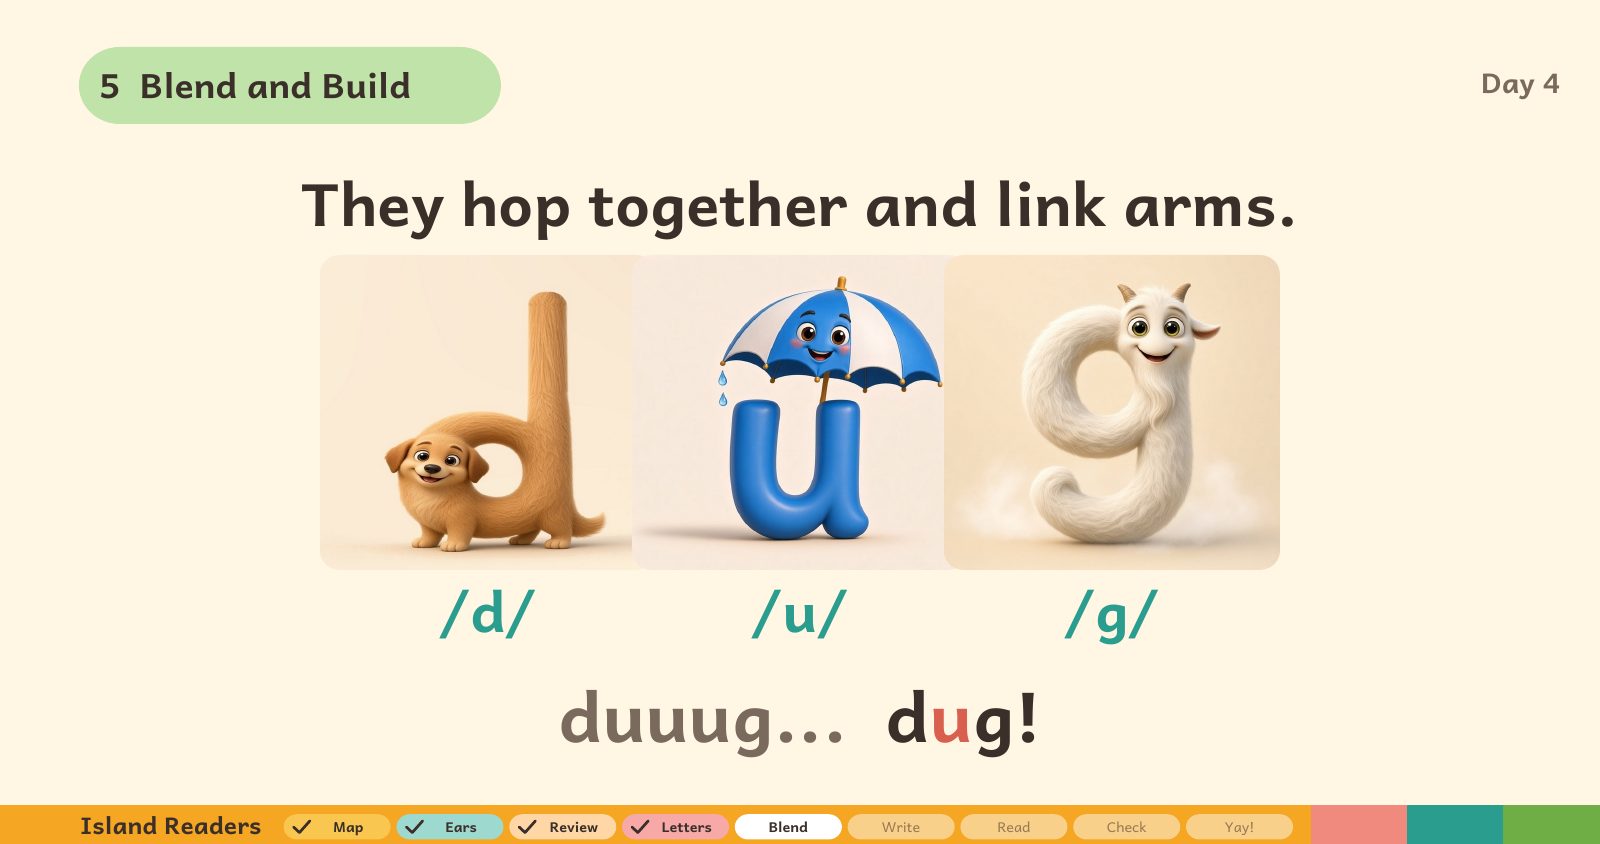 5 Blend and Build
Day 4
They hop together and link arms.
d u g
/d/ /u/ /g/
duuug... dug!
Island Readers Map Ears Review Letters Blend Write Read Check Yay!